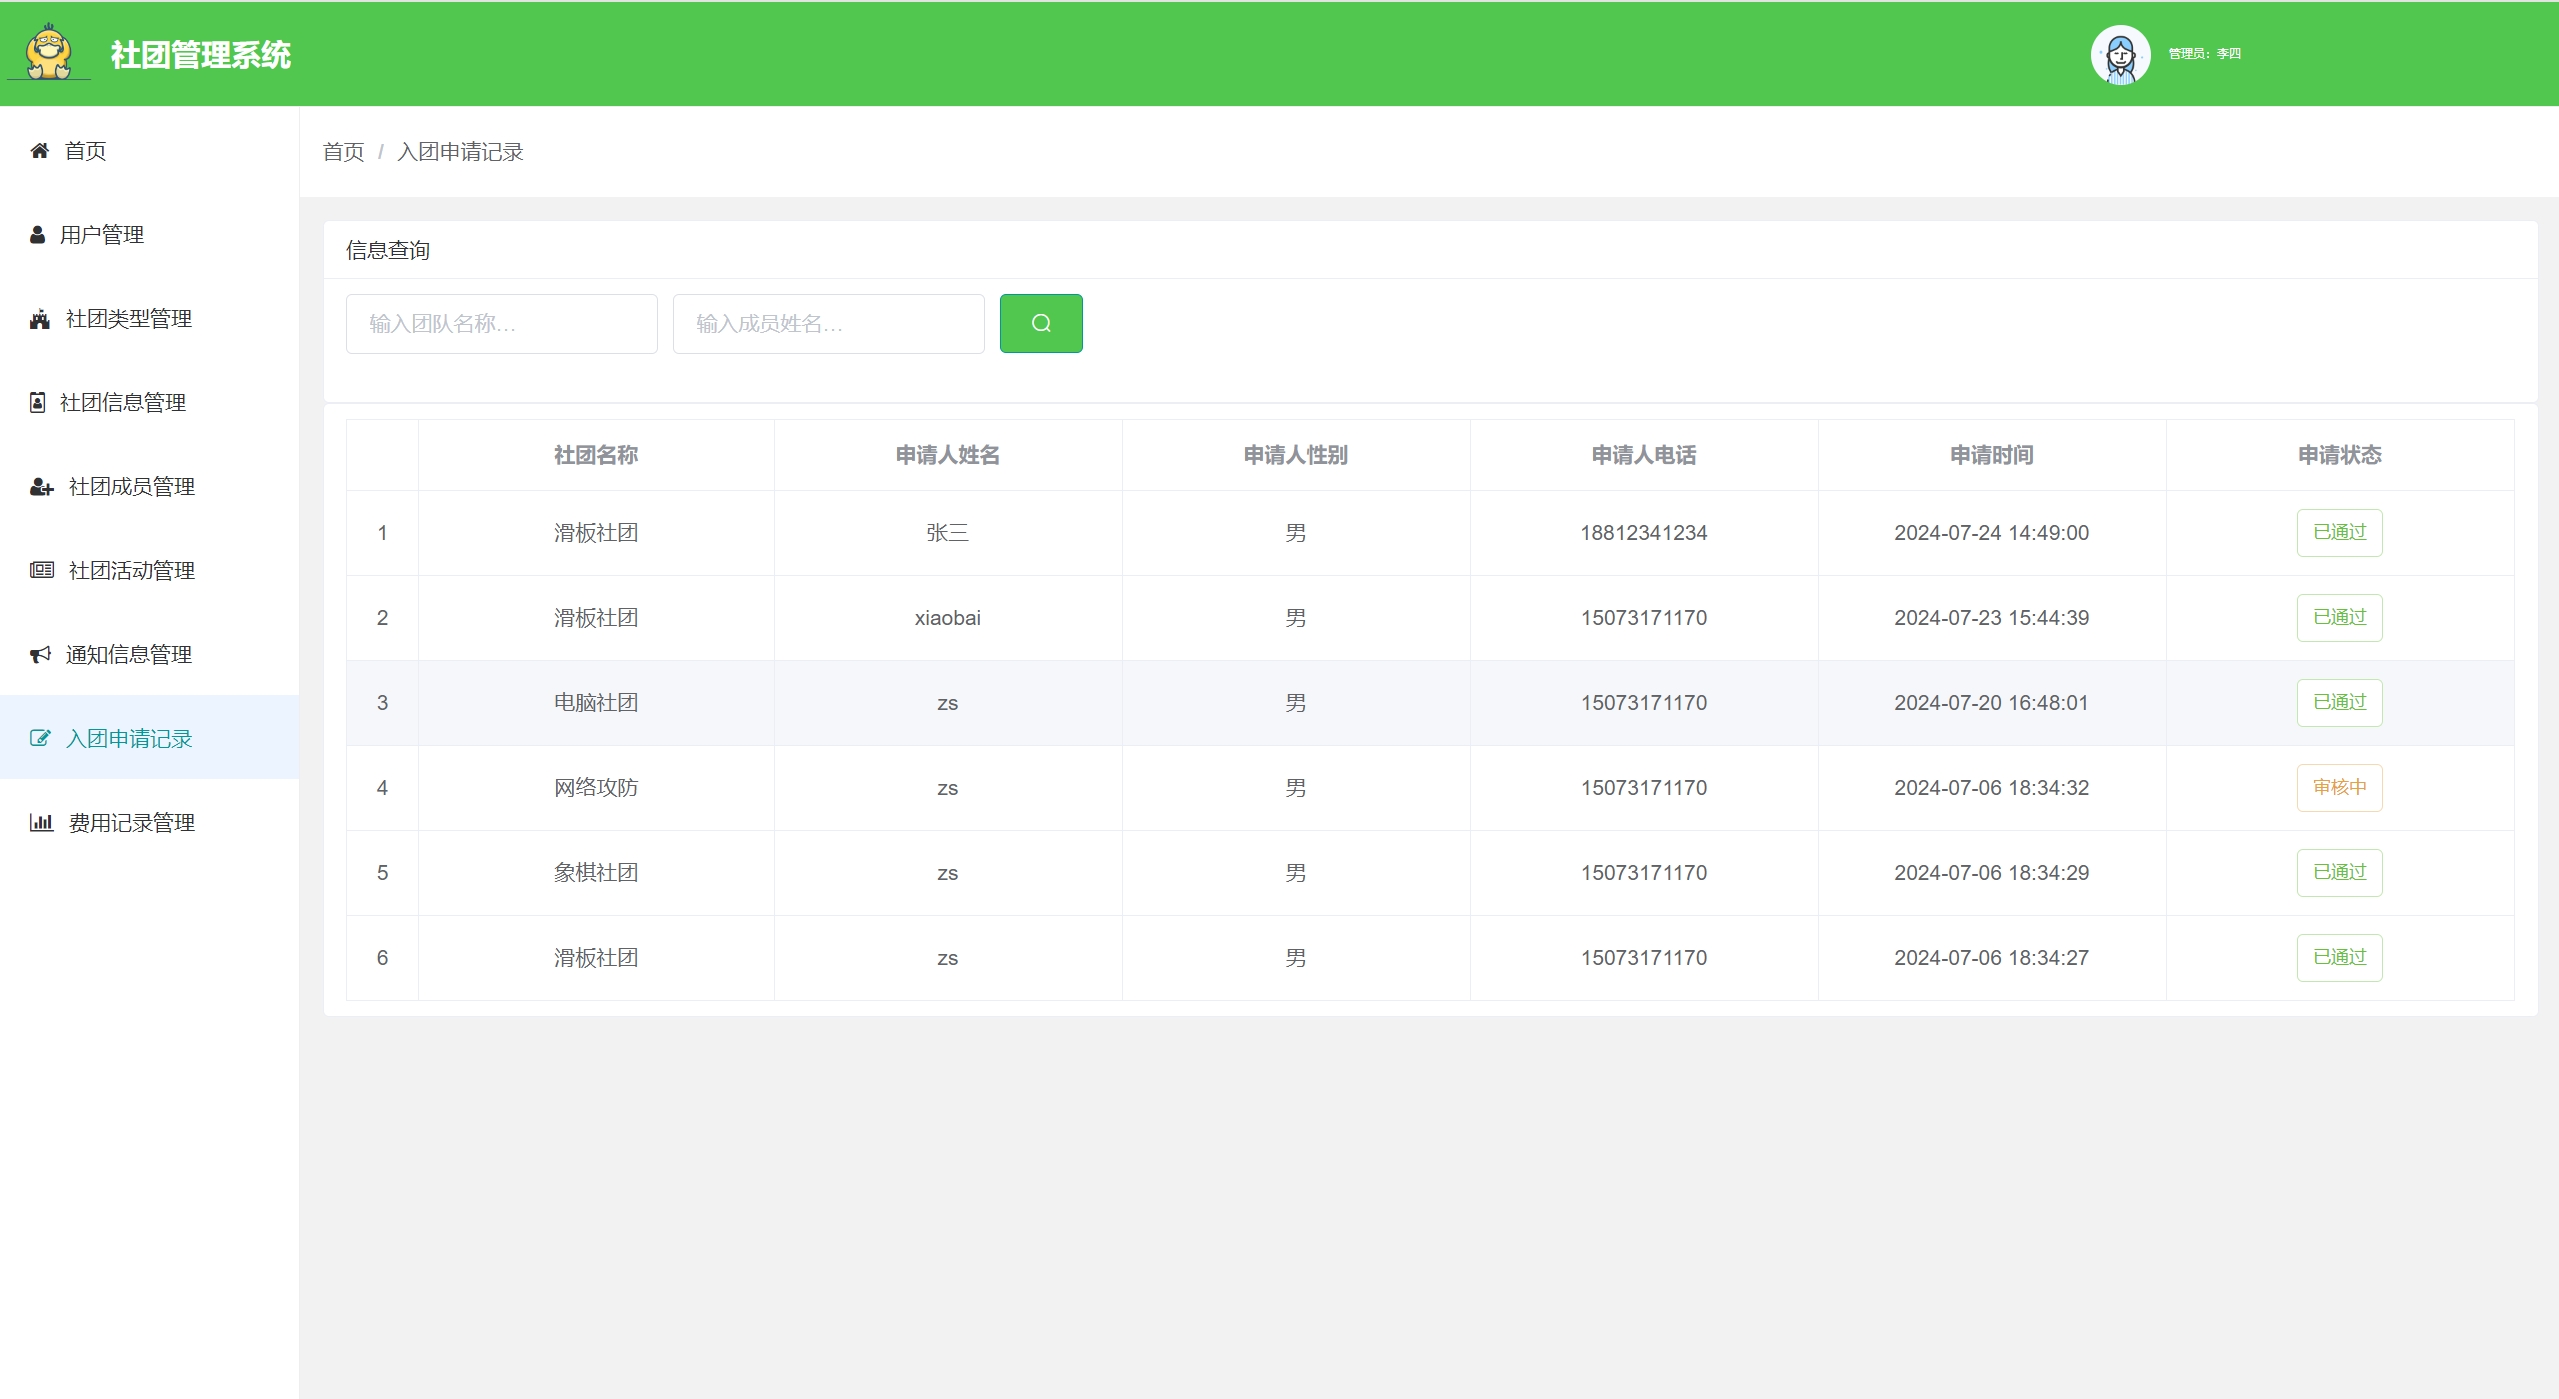 社团管理系统
管理员：李四
首页
用户管理
社团类型管理
社团信息管理
社团成员管理
社团活动管理
通知信息管理
入团申请记录
费用记录管理
首页 / 入团申请记录
信息查询
输入团队名称… 输入成员姓名…
社团名称 申请人姓名 申请人性别 申请人电话 申请时间 申请状态
1 滑板社团 张三 男 18812341234 2024-07-24 14:49:00 已通过
2 滑板社团 xiaobai 男 15073171170 2024-07-23 15:44:39 已通过
3 电脑社团 zs 男 15073171170 2024-07-20 16:48:01 已通过
4 网络攻防 zs 男 15073171170 2024-07-06 18:34:32 审核中
5 象棋社团 zs 男 15073171170 2024-07-06 18:34:29 已通过
6 滑板社团 zs 男 15073171170 2024-07-06 18:34:27 已通过